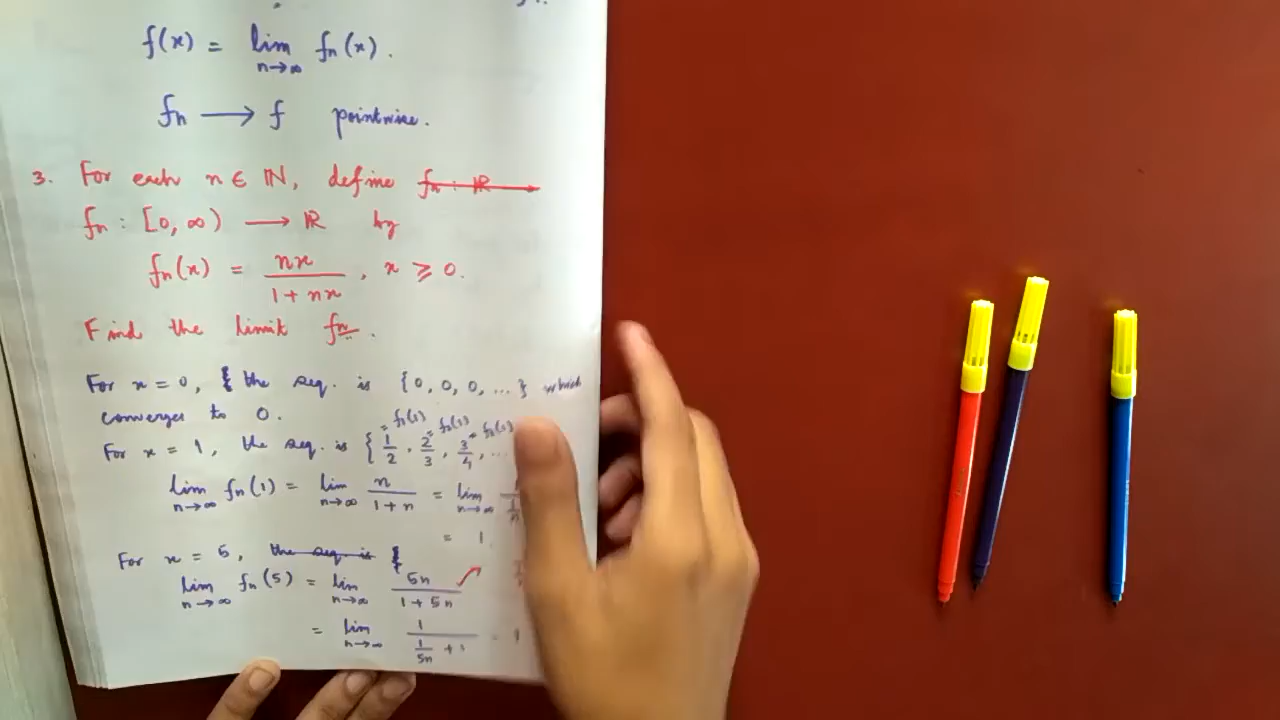 f(x) = lim n→∞ fn(x).
fn → f pointwise.
3. For each n ∈ ℕ, define fn : ℝ →
fn : [0, ∞) → ℝ by
fn(x) = nx / 1 + nx , x ≥ 0.
Find the limit fn.
For x = 0, { the seq. is {0, 0, 0, ... } which
converges to 0.
= f1(1) = f2(1) = f3(1)
For x = 1, the seq. is { 1/2 , 2/3 , 3/4 , ...
lim n→∞ fn(1) = lim n→∞ n / 1 + n = lim n→∞
= 1
For x = 5, the seq is {
lim n→∞ fn(5) = lim n→∞ 5n / 1 + 5n
= lim n→∞ 1 / 1/5n + 1 = 1